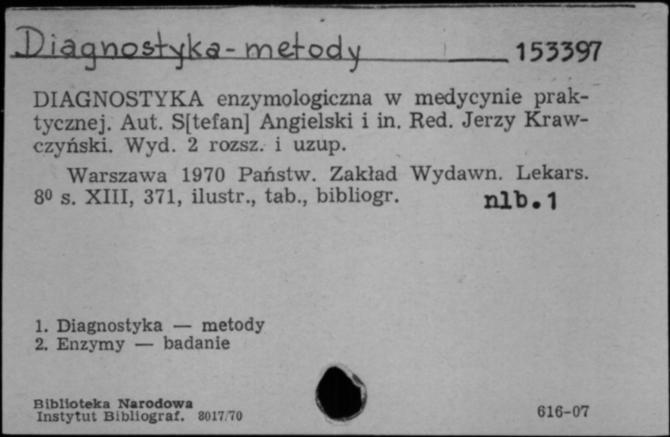 Diagnostyka - metody 153397
DIAGNOSTYKA enzymologiczna w medycynie prak-
tycznej. Aut. S[tefan] Angielski i in. Red. Jerzy Kraw-
czyński. Wyd. 2 rozsz. i uzup.
Warszawa 1970 Państw. Zakład Wydawn. Lekars.
8⁰ s. XIII, 371, ilustr., tab., bibliogr. nlb.1
1. Diagnostyka — metody
2. Enzymy — badanie
Biblioteka Narodowa
Instytut Bibliograf. 8017/70 616-07